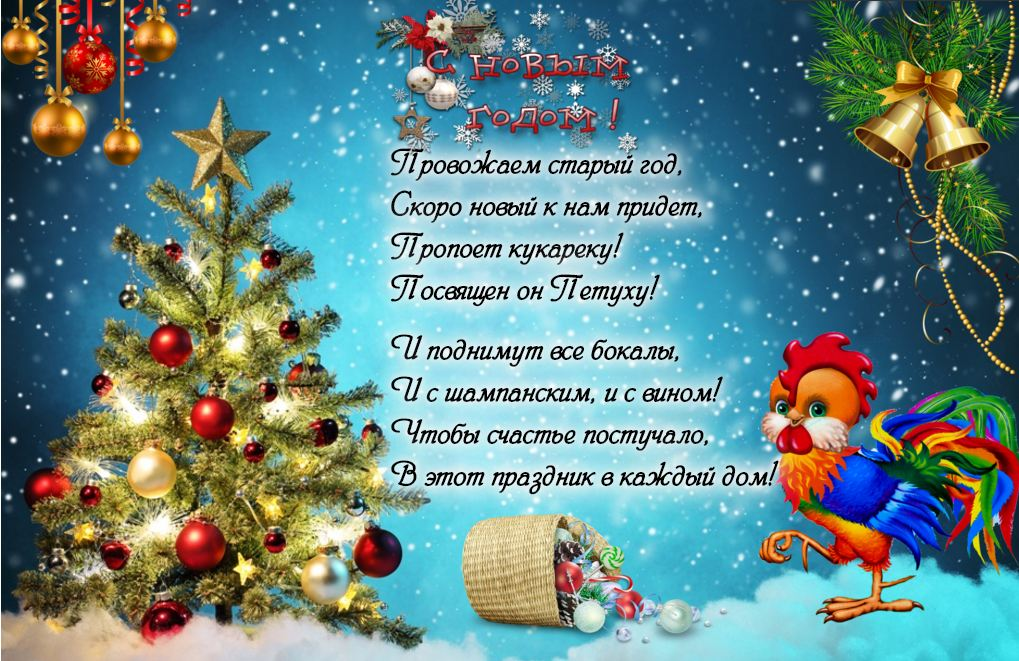 С новым
годом !
Провожаем старый год,
Скоро новый к нам придет,
Пропоет кукареку!
Посвящен он Петуху!
И поднимут все бокалы,
И с шампанским, и с вином!
Чтобы счастье постучало,
В этот праздник в каждый дом!